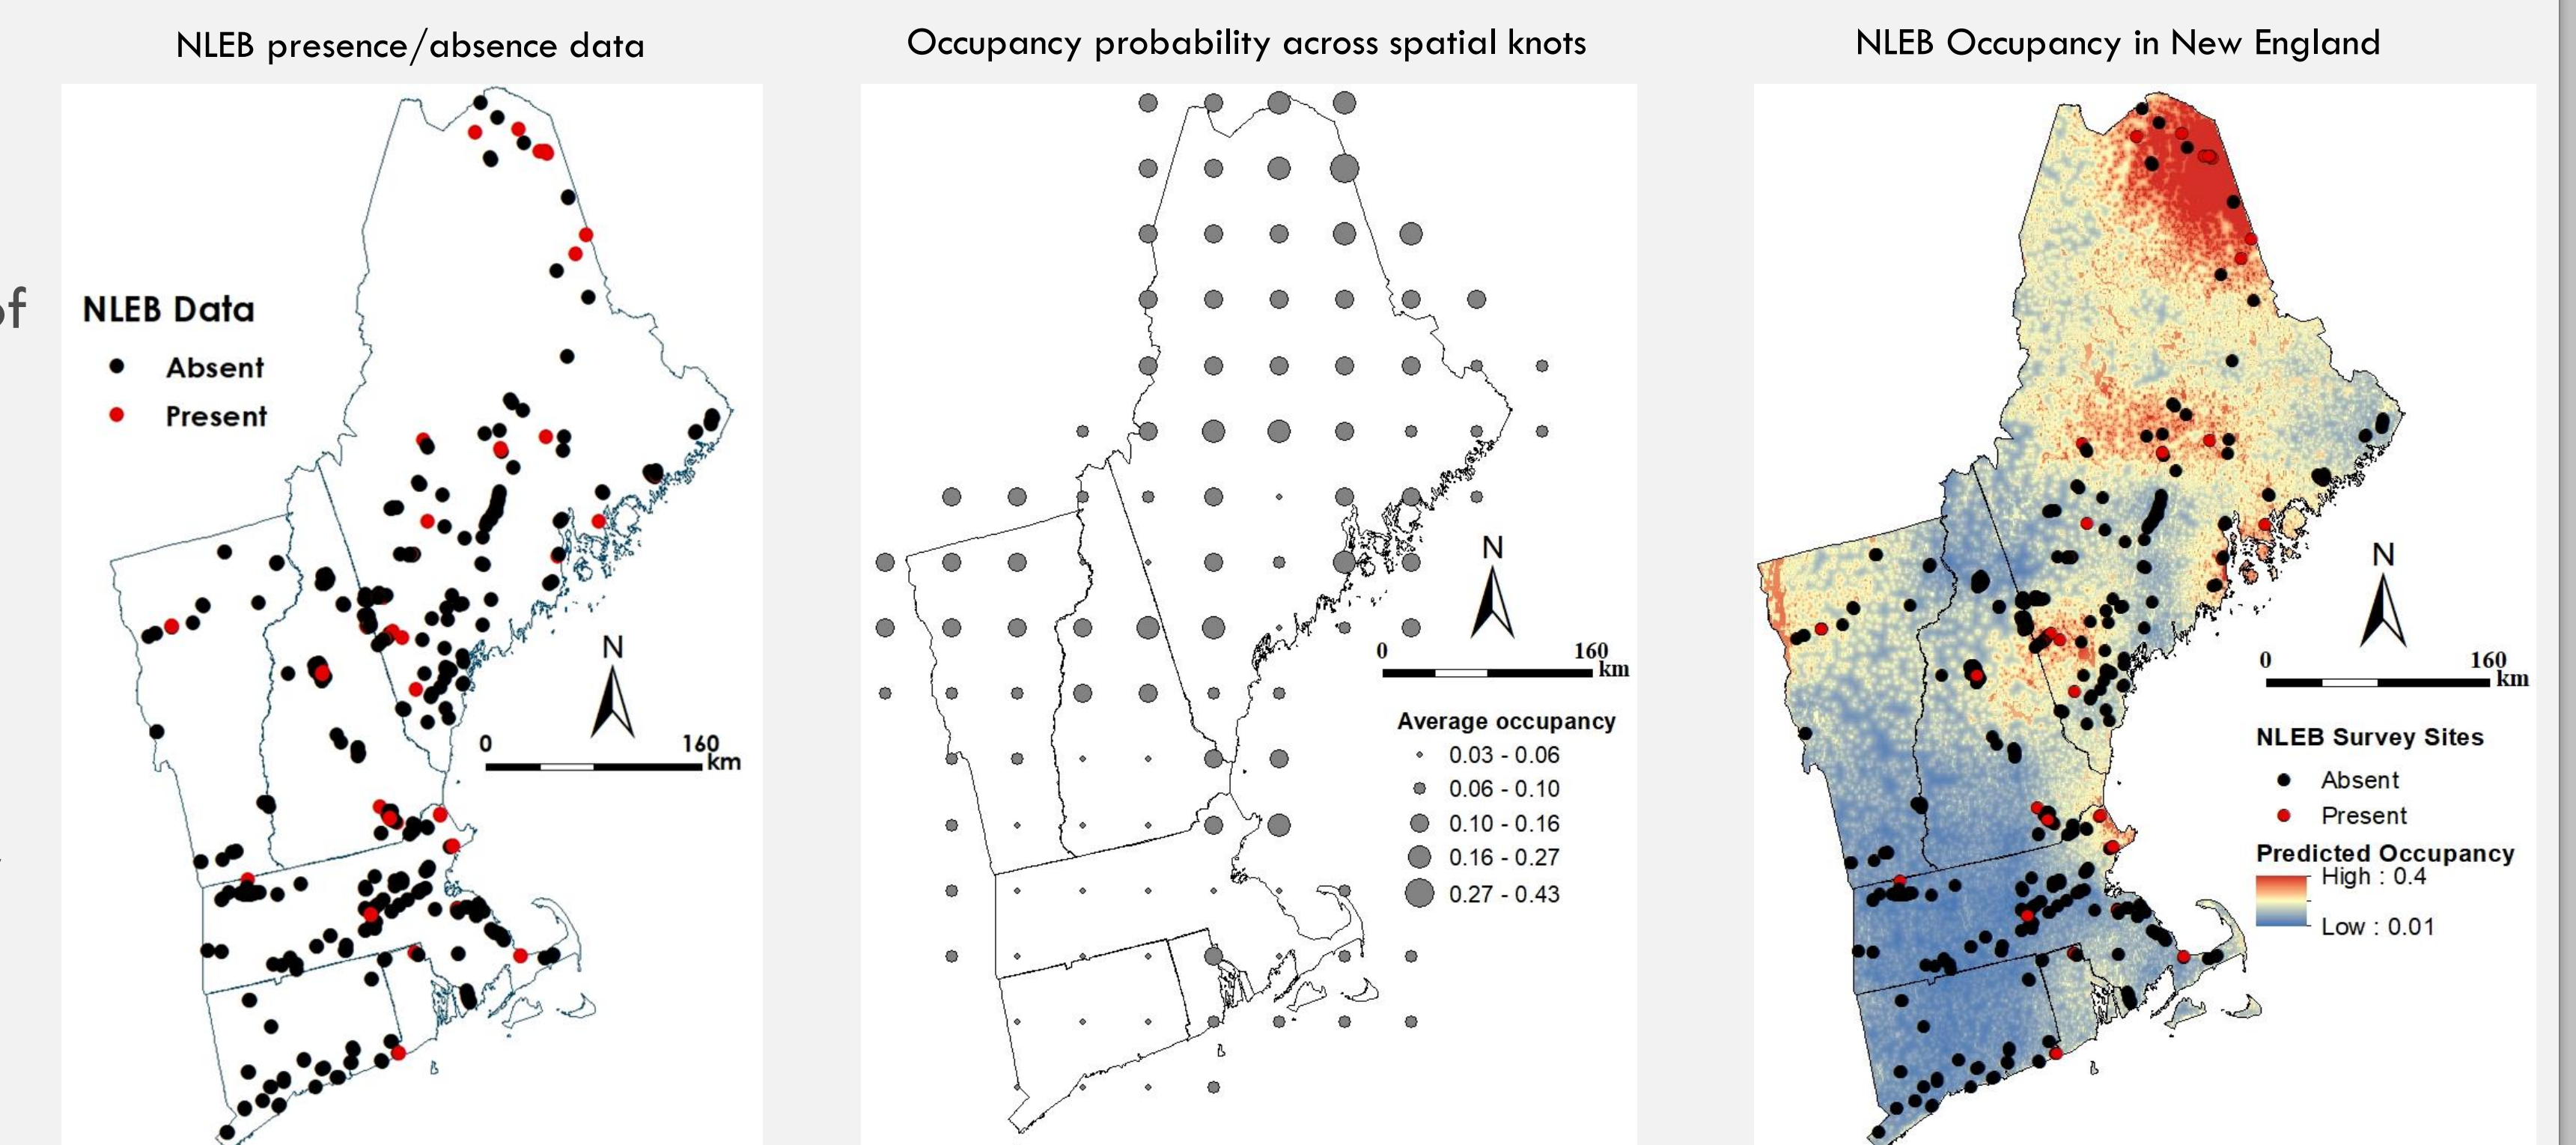 NLEB presence/absence data
Occupancy probability across spatial knots
NLEB Occupancy in New England
of
NLEB Data
Absent
Present
N
0 160
km
N
0 160
km
Average occupancy
0.03 - 0.06
0.06 - 0.10
0.10 - 0.16
0.16 - 0.27
0.27 - 0.43
N
0 160
km
NLEB Survey Sites
Absent
Present
Predicted Occupancy
High : 0.4
Low : 0.01